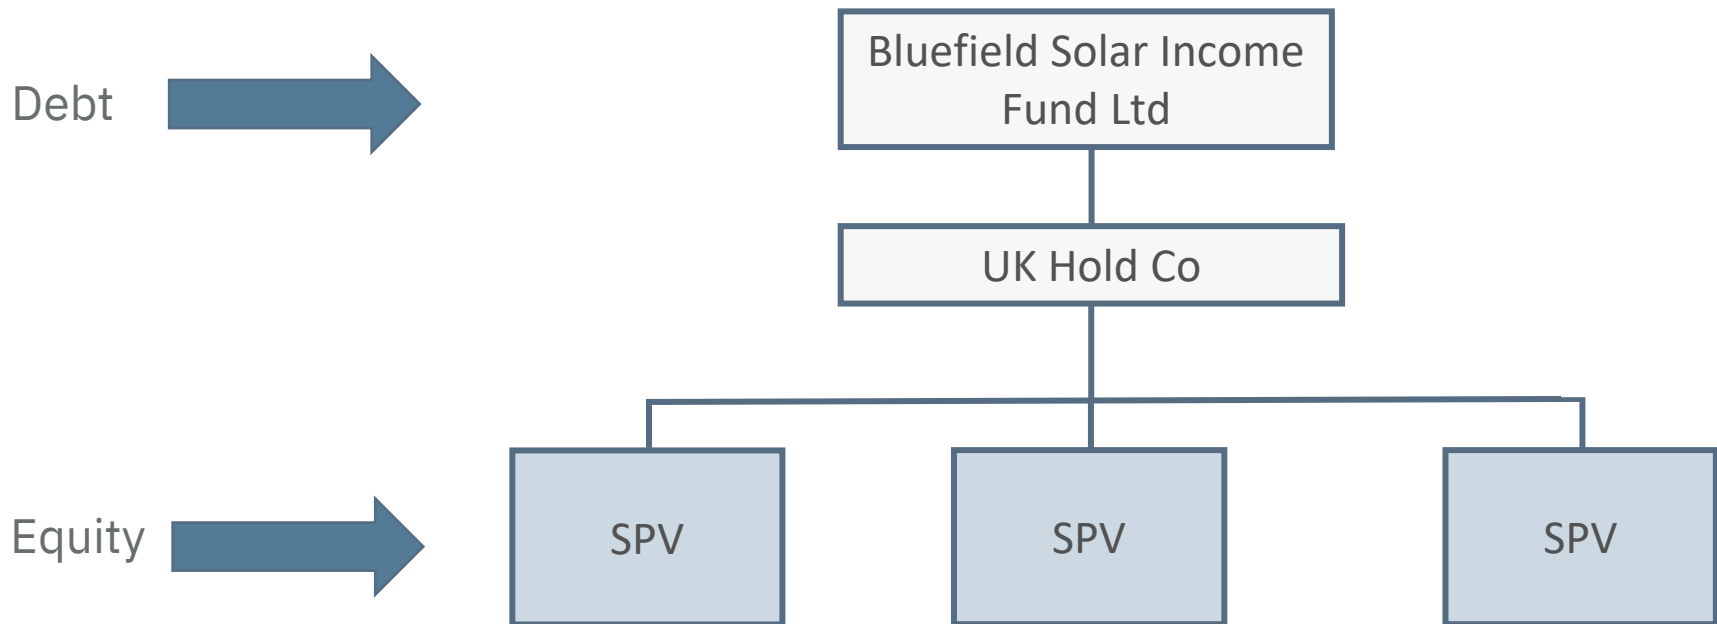 Debt
Bluefield Solar Income
Fund Ltd
UK Hold Co
Equity
SPV
SPV
SPV